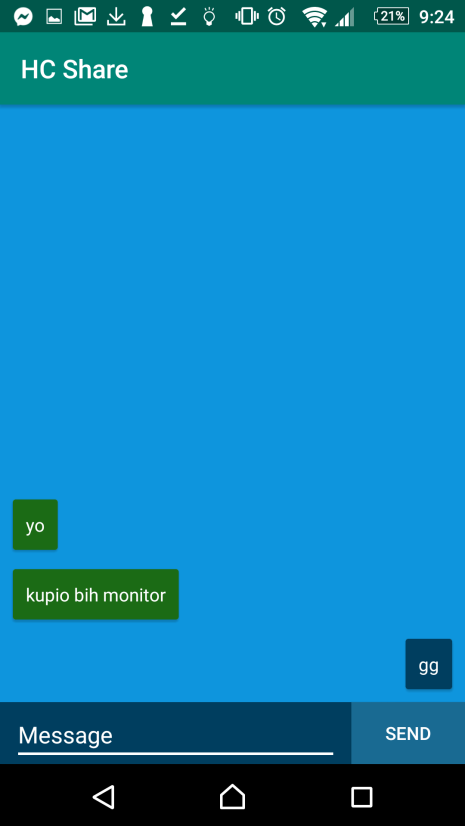 21% 9:24
HC Share
yo
kupio bih monitor
gg
Message
SEND